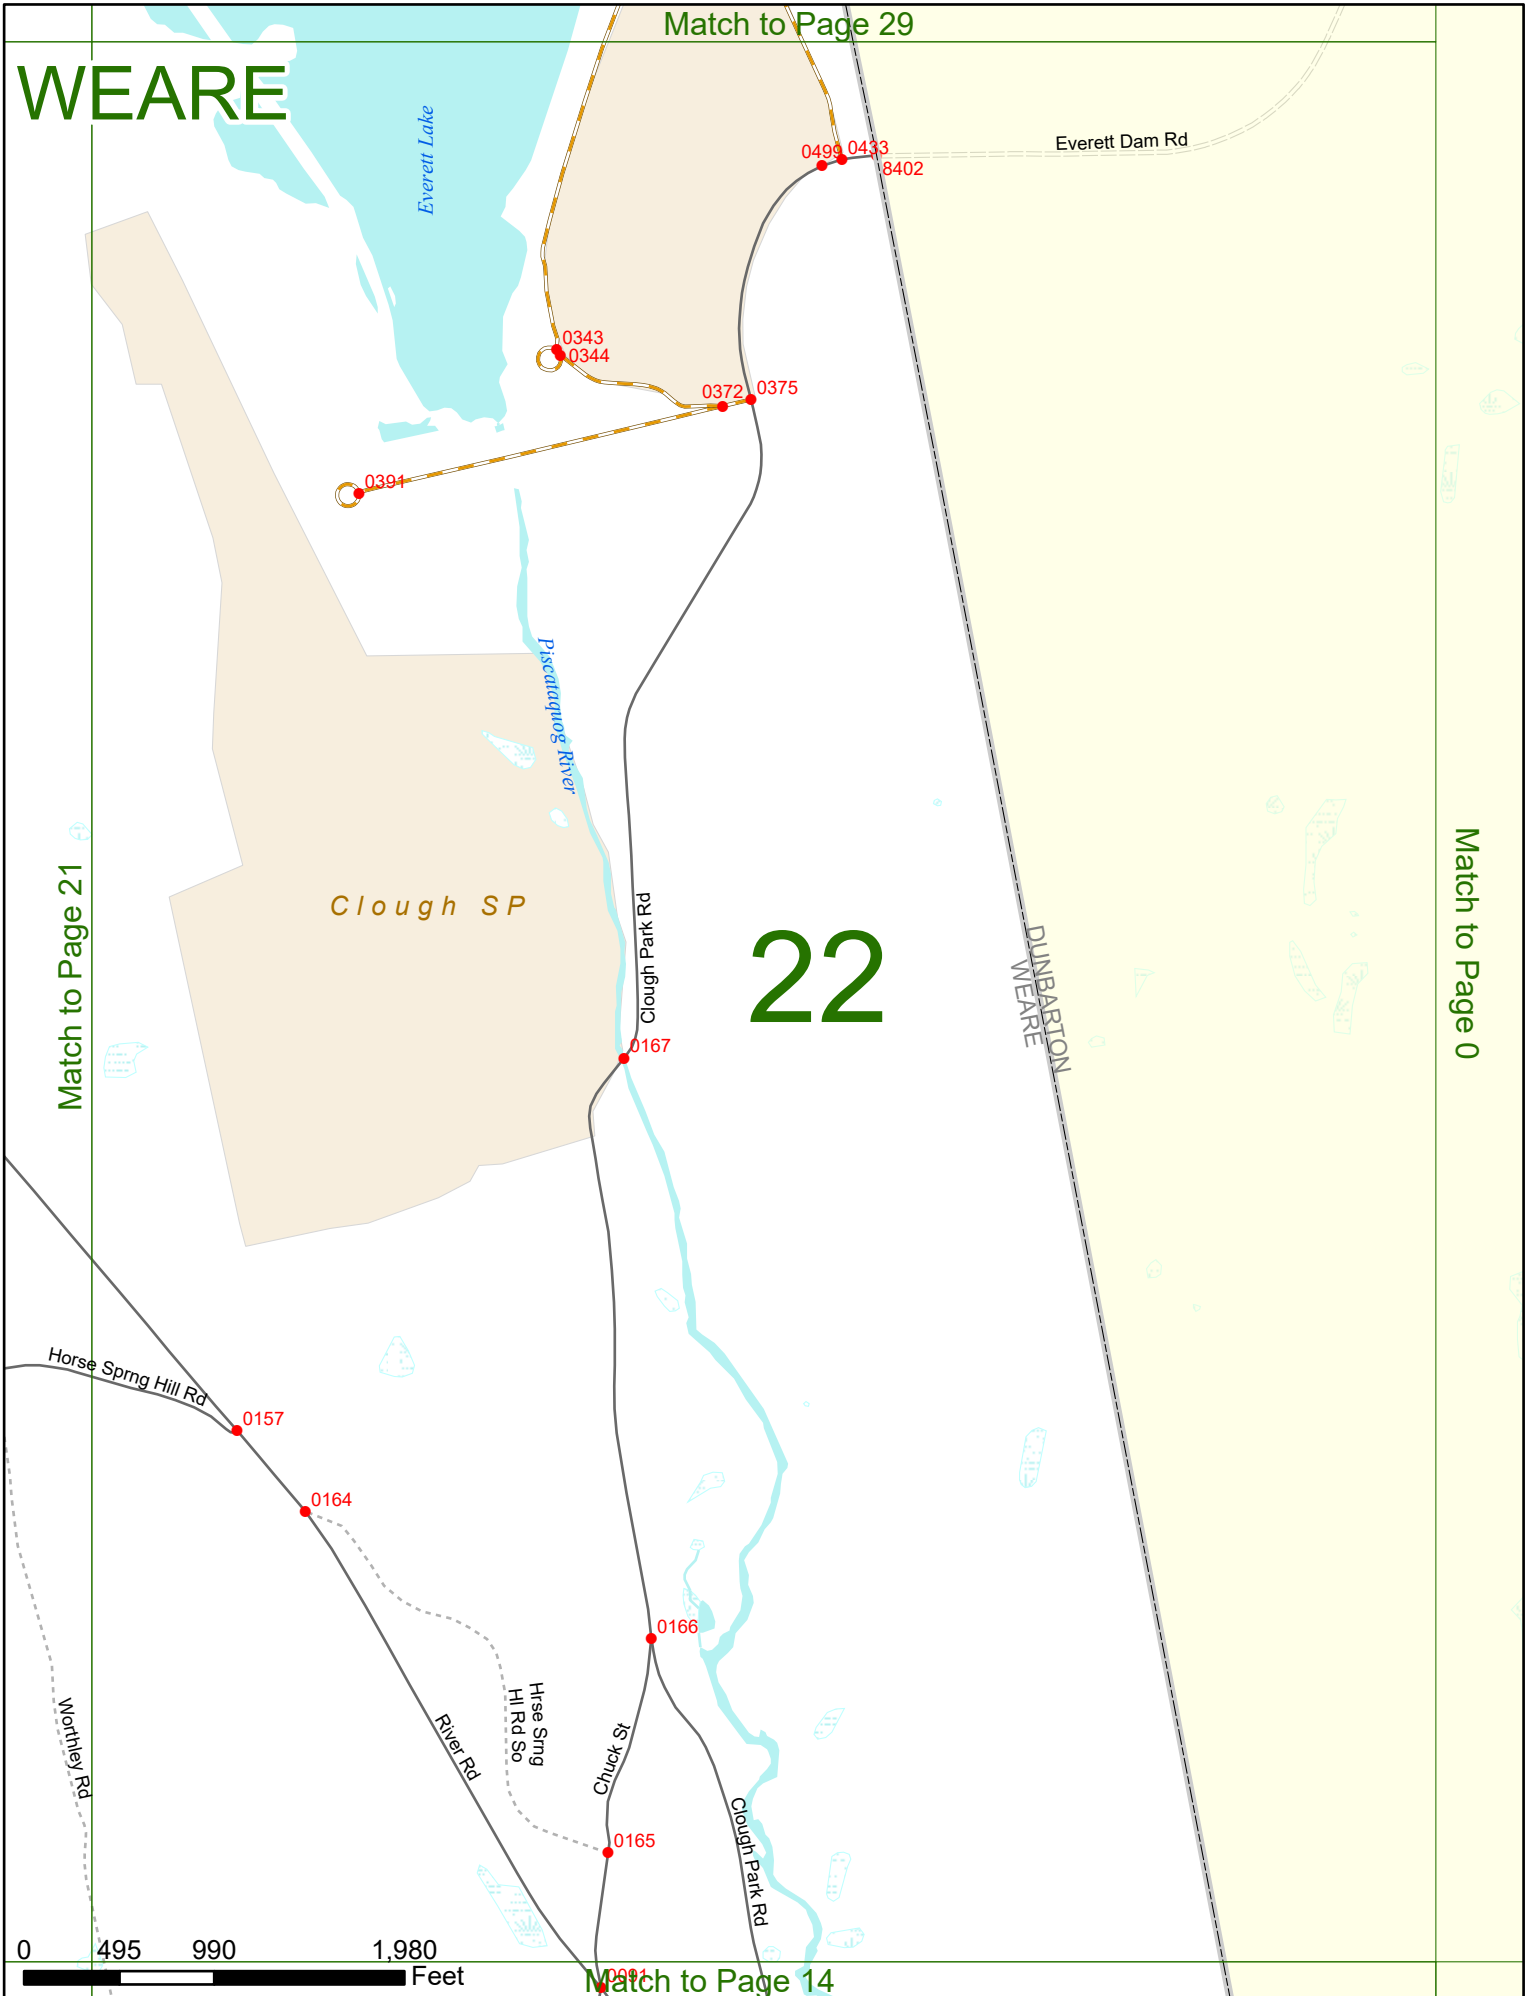 Match to Page 29
WEARE
Everett Lake
Everett Dam Rd
0499
0433
8402
0343
0344
0372
0375
0391
Piscataquog River
Clough SP
Clough Park Rd
22
Match to Page 21
Match to Page 0
DUNBARTON
WEARE
0167
Horse Sprng Hill Rd
0157
0164
0166
Worthley Rd
River Rd
Hrse Srng
Hl Rd So
Chuck St
Clough Park Rd
0165
0 495 990 1,980
Feet
0091
Match to Page 14